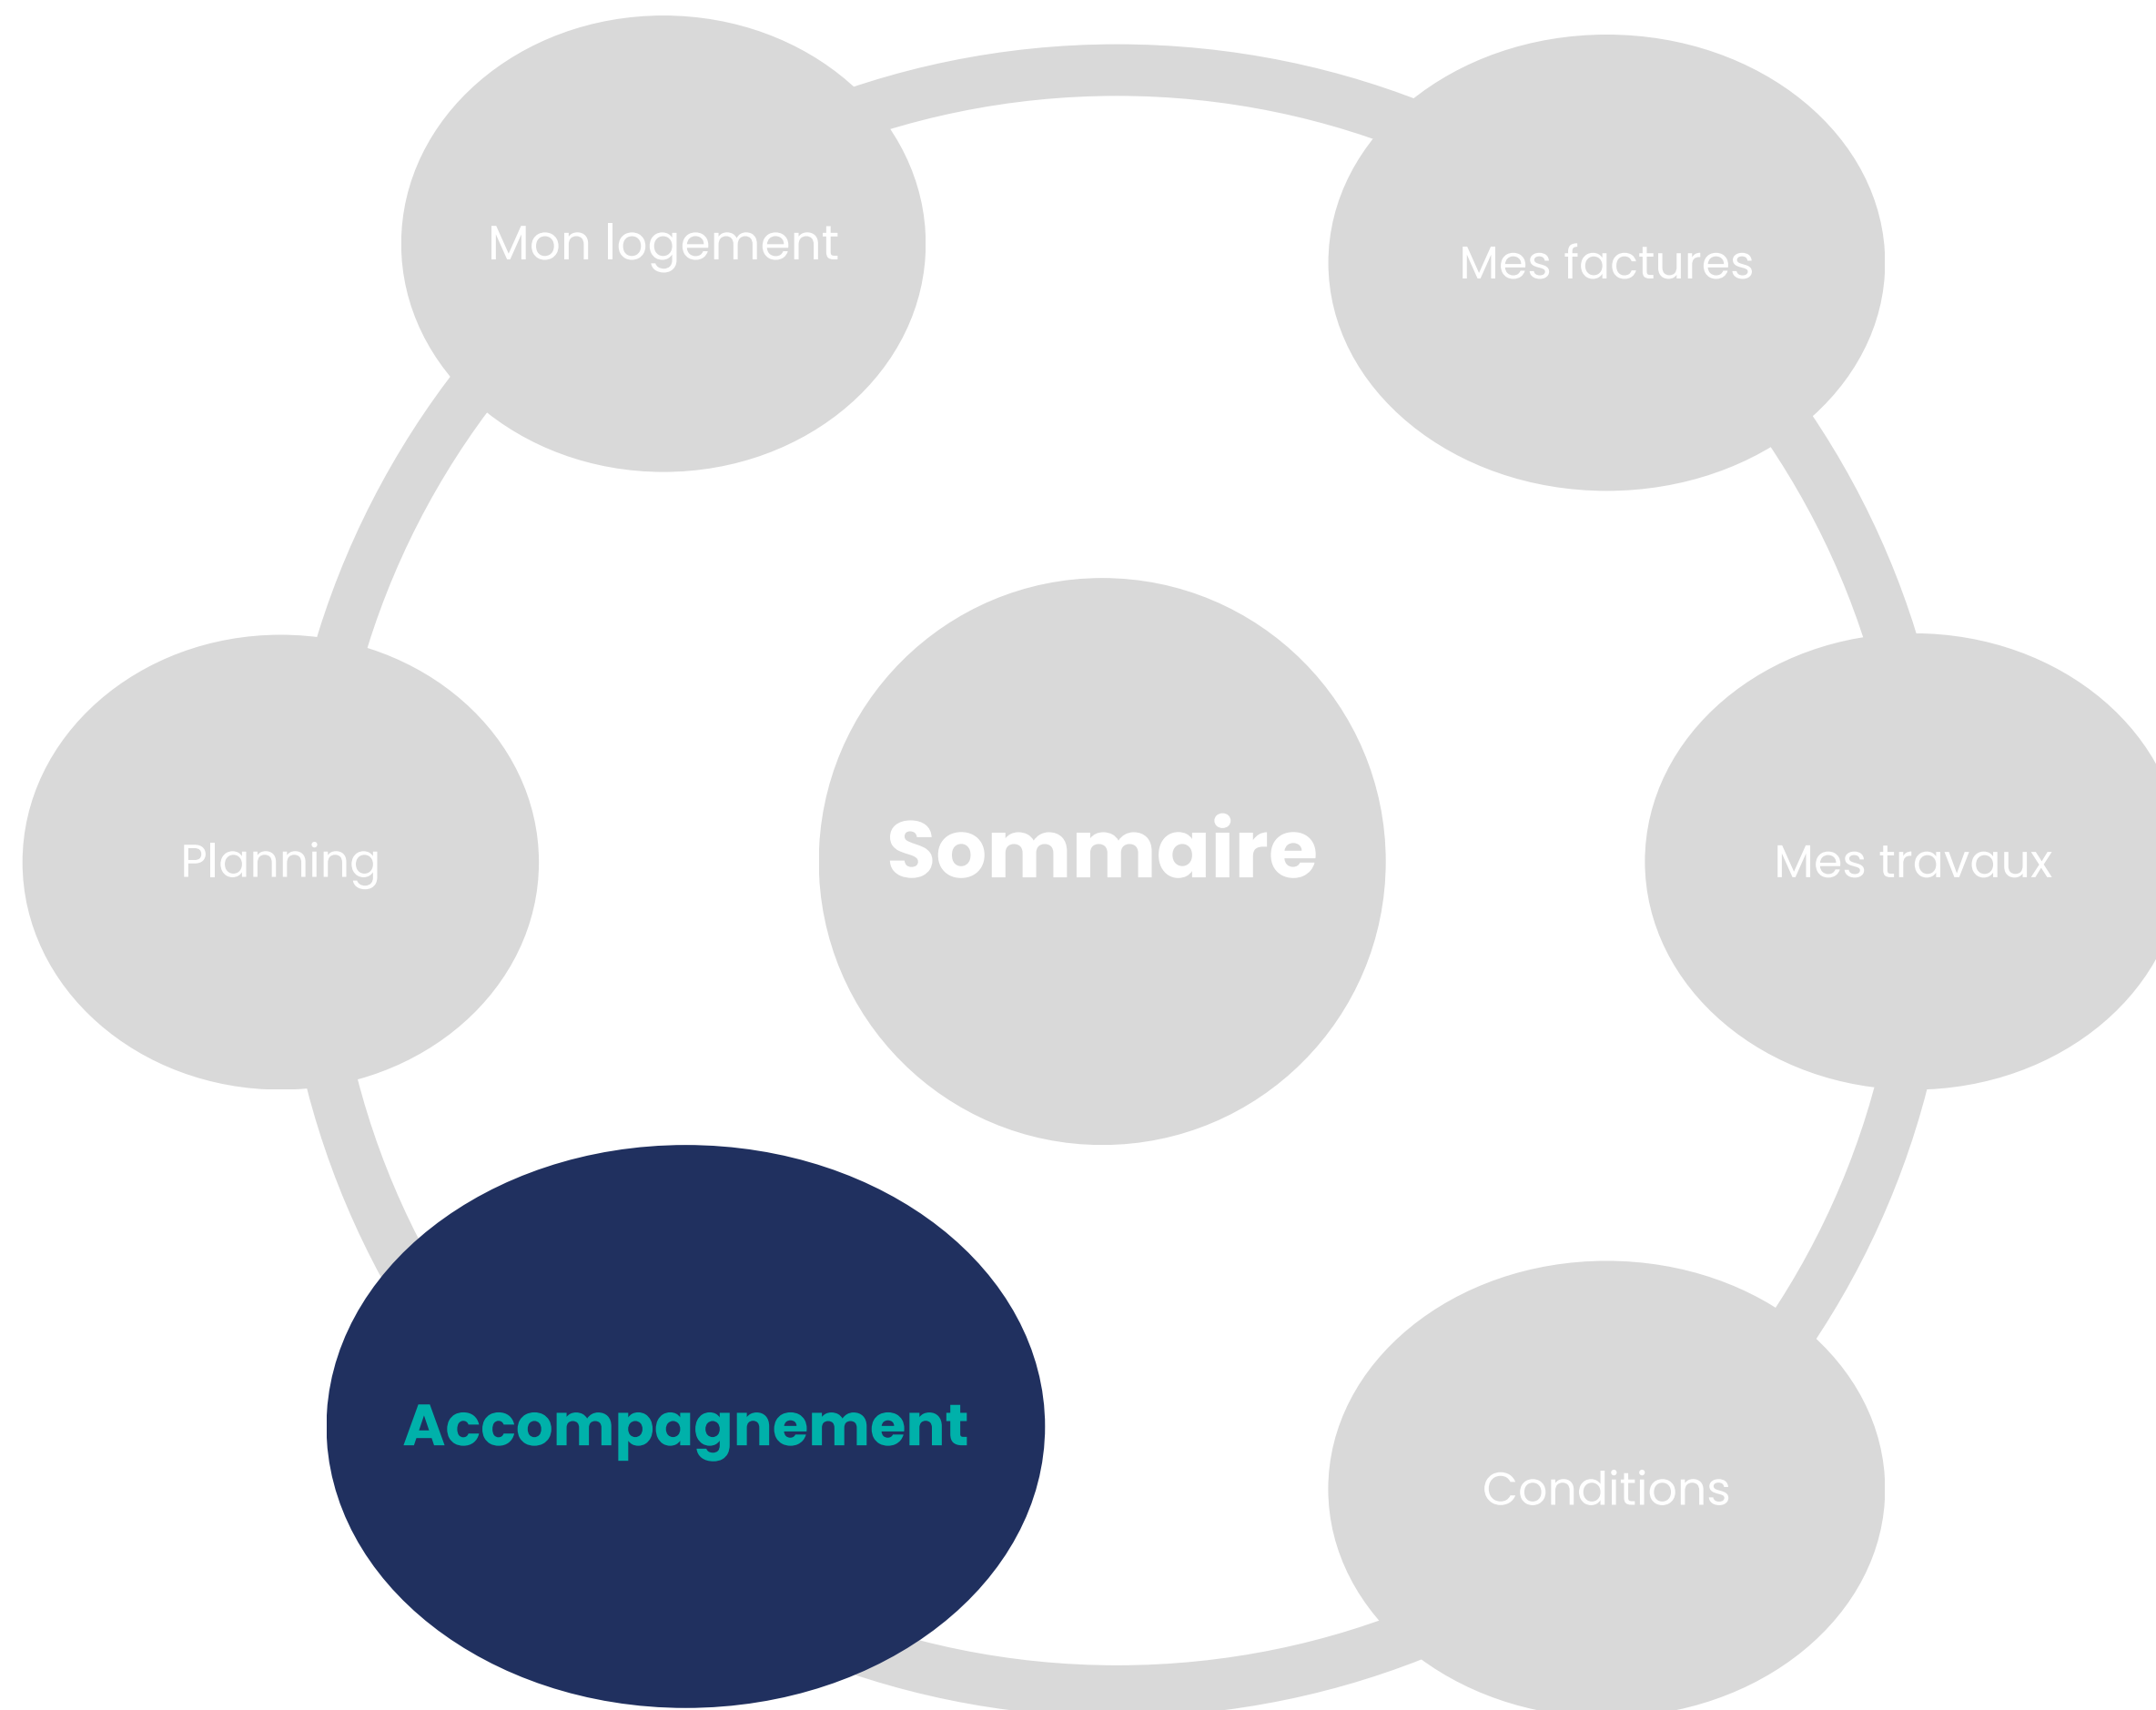 Mon logement
Mes factures
Sommaire
Planning
Mes travaux
Accompagnement
Conditions